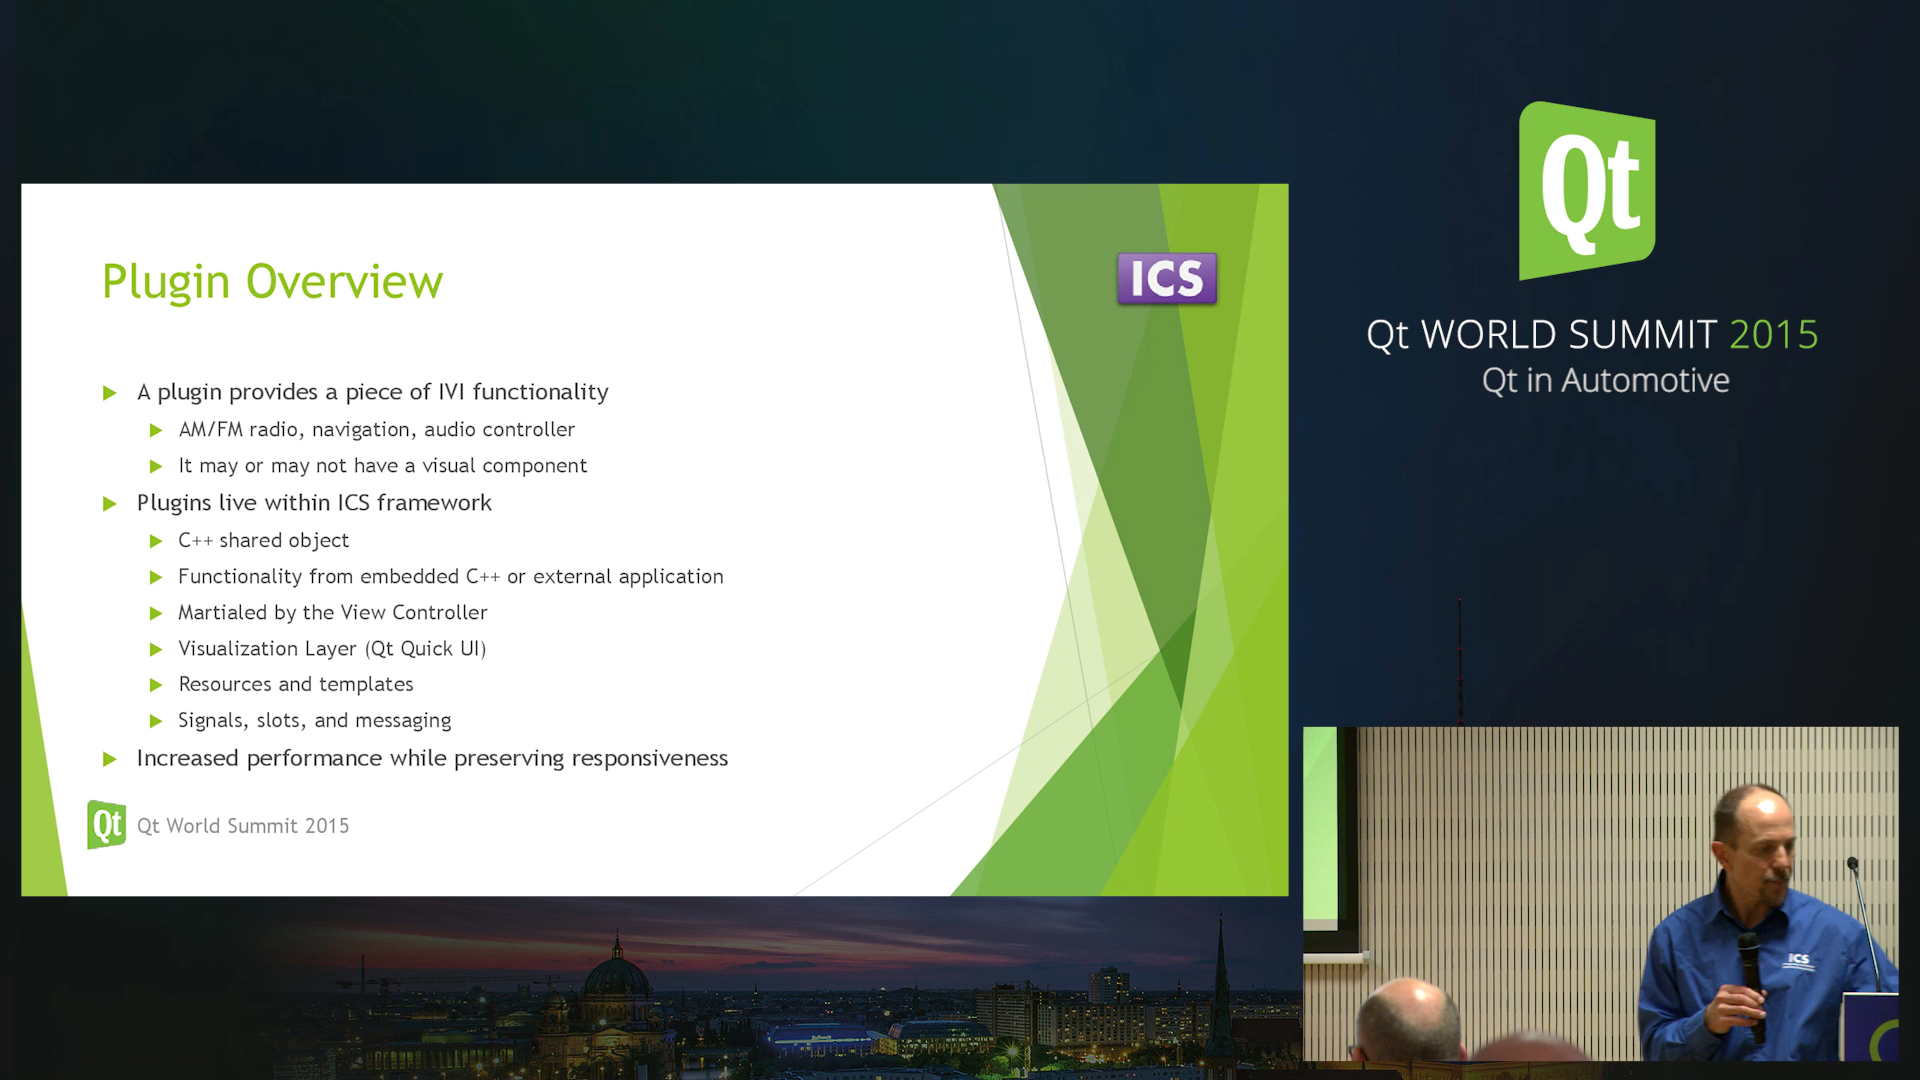 Plugin Overview
ICS
A plugin provides a piece of IVI functionality
AM/FM radio, navigation, audio controller
It may or may not have a visual component
Plugins live within ICS framework
C++ shared object
Functionality from embedded C++ or external application
Martialed by the View Controller
Visualization Layer (Qt Quick UI)
Resources and templates
Signals, slots, and messaging
Increased performance while preserving responsiveness
Qt Qt World Summit 2015
Qt
Qt WORLD SUMMIT 2015
Qt in Automotive
ICS